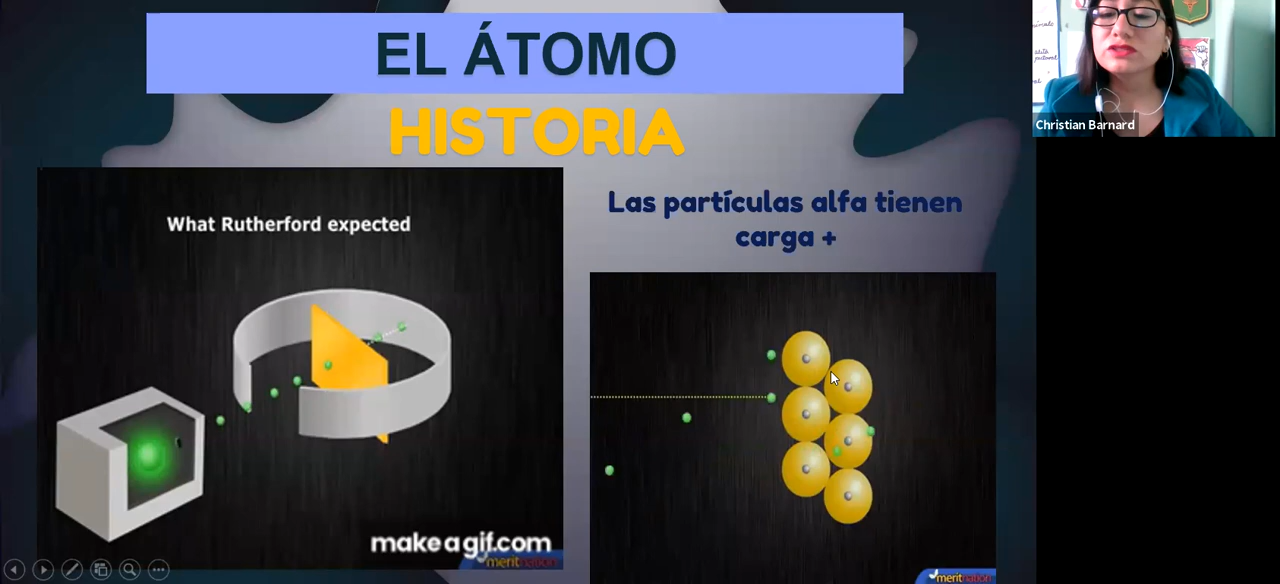 EL ÁTOMO
HISTORIA
What Rutherford expected
Las partículas alfa tienen
carga +
makeagif.com
meritnation
meritnation
Christian Barnard